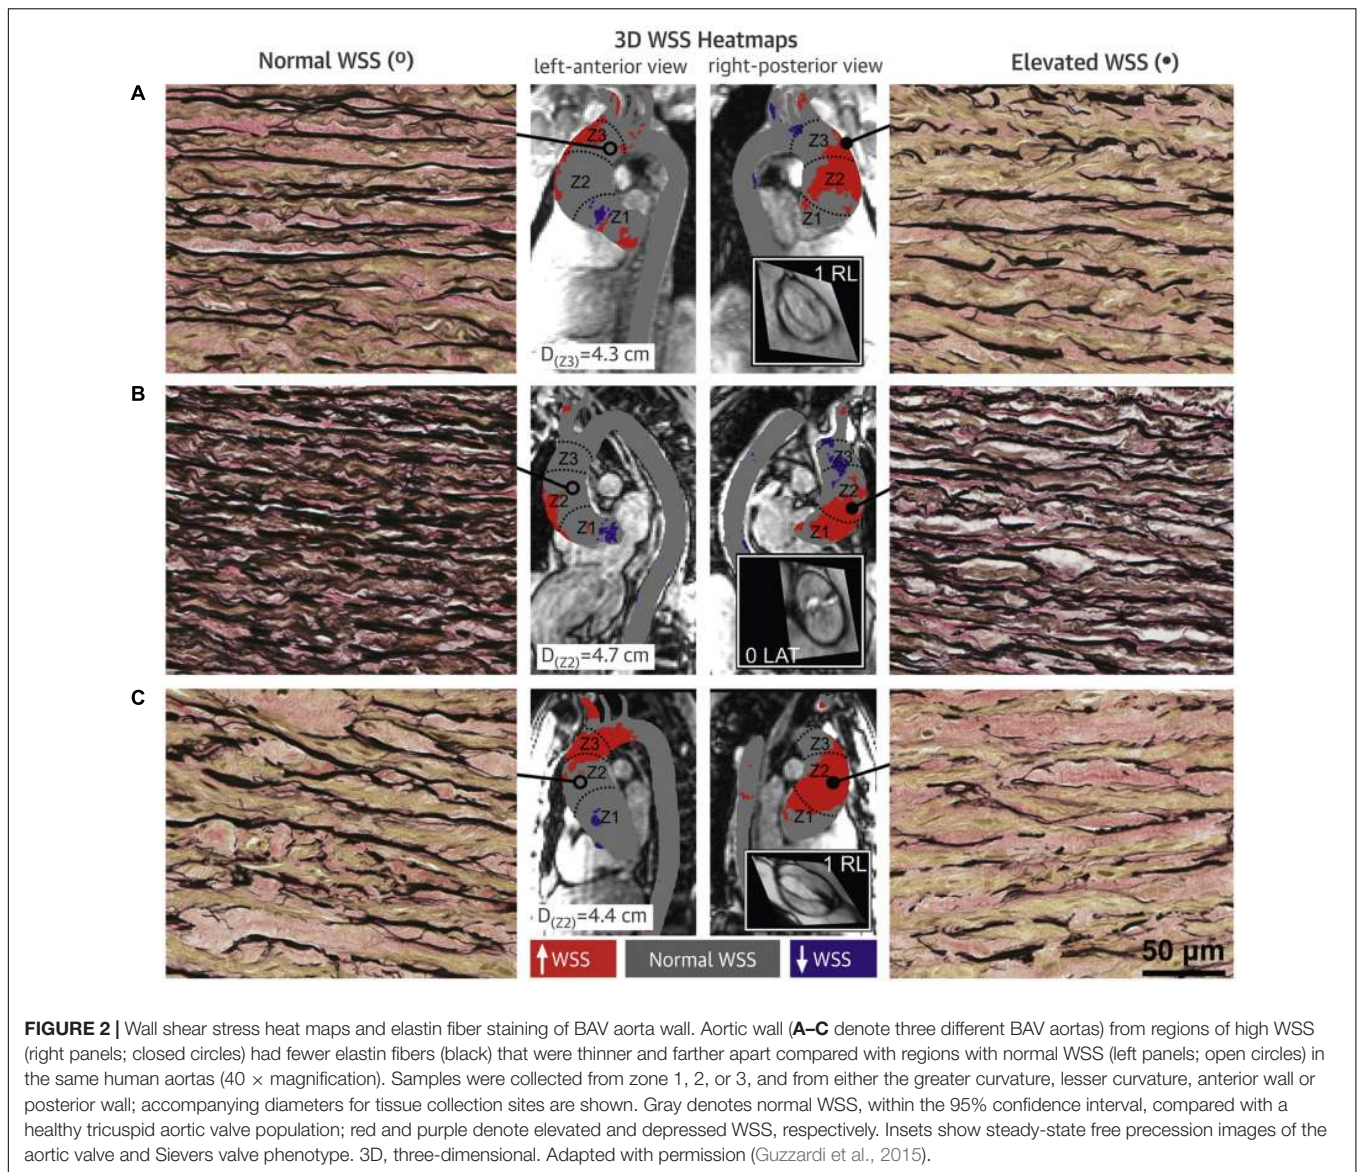 3D WSS Heatmaps
Normal WSS (o)
left-anterior view
right-posterior view
Elevated WSS (•)
A
Z3
Z2
Z1
D(Z3)=4.3 cm
Z3
Z2
Z1
1 RL
B
Z3
Z2
Z1
D(Z2)=4.7 cm
Z3
Z2
Z1
0 LAT
C
Z3
Z2
Z1
D(Z2)=4.4 cm
Z3
Z2
Z1
1 RL
50 µm
↑ WSS
Normal WSS
↓ WSS
FIGURE 2 | Wall shear stress heat maps and elastin fiber staining of BAV aorta wall. Aortic wall (A–C denote three different BAV aortas) from regions of high WSS
(right panels; closed circles) had fewer elastin fibers (black) that were thinner and farther apart compared with regions with normal WSS (left panels; open circles) in
the same human aortas (40 × magnification). Samples were collected from zone 1, 2, or 3, and from either the greater curvature, lesser curvature, anterior wall or
posterior wall; accompanying diameters for tissue collection sites are shown. Gray denotes normal WSS, within the 95% confidence interval, compared with a
healthy tricuspid aortic valve population; red and purple denote elevated and depressed WSS, respectively. Insets show steady-state free precession images of the
aortic valve and Sievers valve phenotype. 3D, three-dimensional. Adapted with permission (Guzzardi et al., 2015).